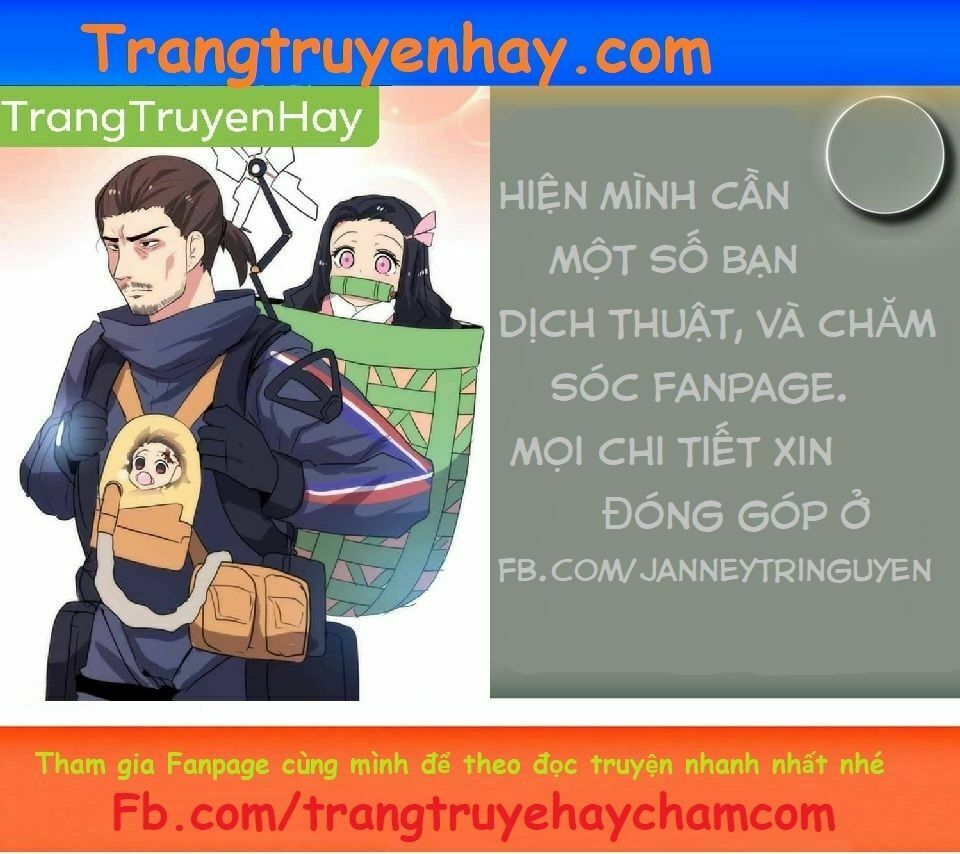 Trangtruyenhay.com
TrangTruyenHay
HIỆN MÌNH CẦN
MỘT SỐ BẠN
DỊCH THUẬT, VÀ CHĂM
SÓC FANPAGE.
MỌI CHI TIẾT XIN
ĐÓNG GÓP Ở
FB.COM/JANNEYTRINGUYEN
Tham gia Fanpage cùng mình để theo đọc truyện nhanh nhất nhé
Fb.com/trangtruyehaychamcom